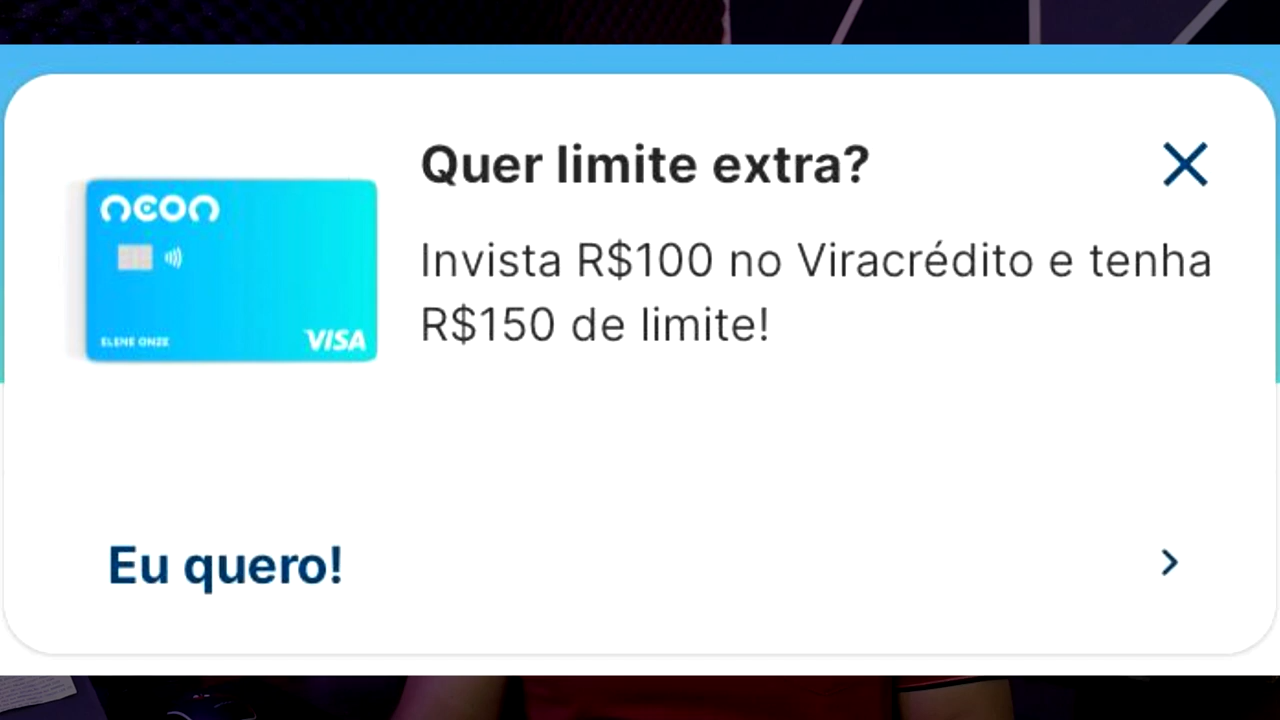 Quer limite extra?
neon
Invista R$100 no Viracrédito e tenha
R$150 de limite!
ELENE ONZE
VISA
Eu quero!